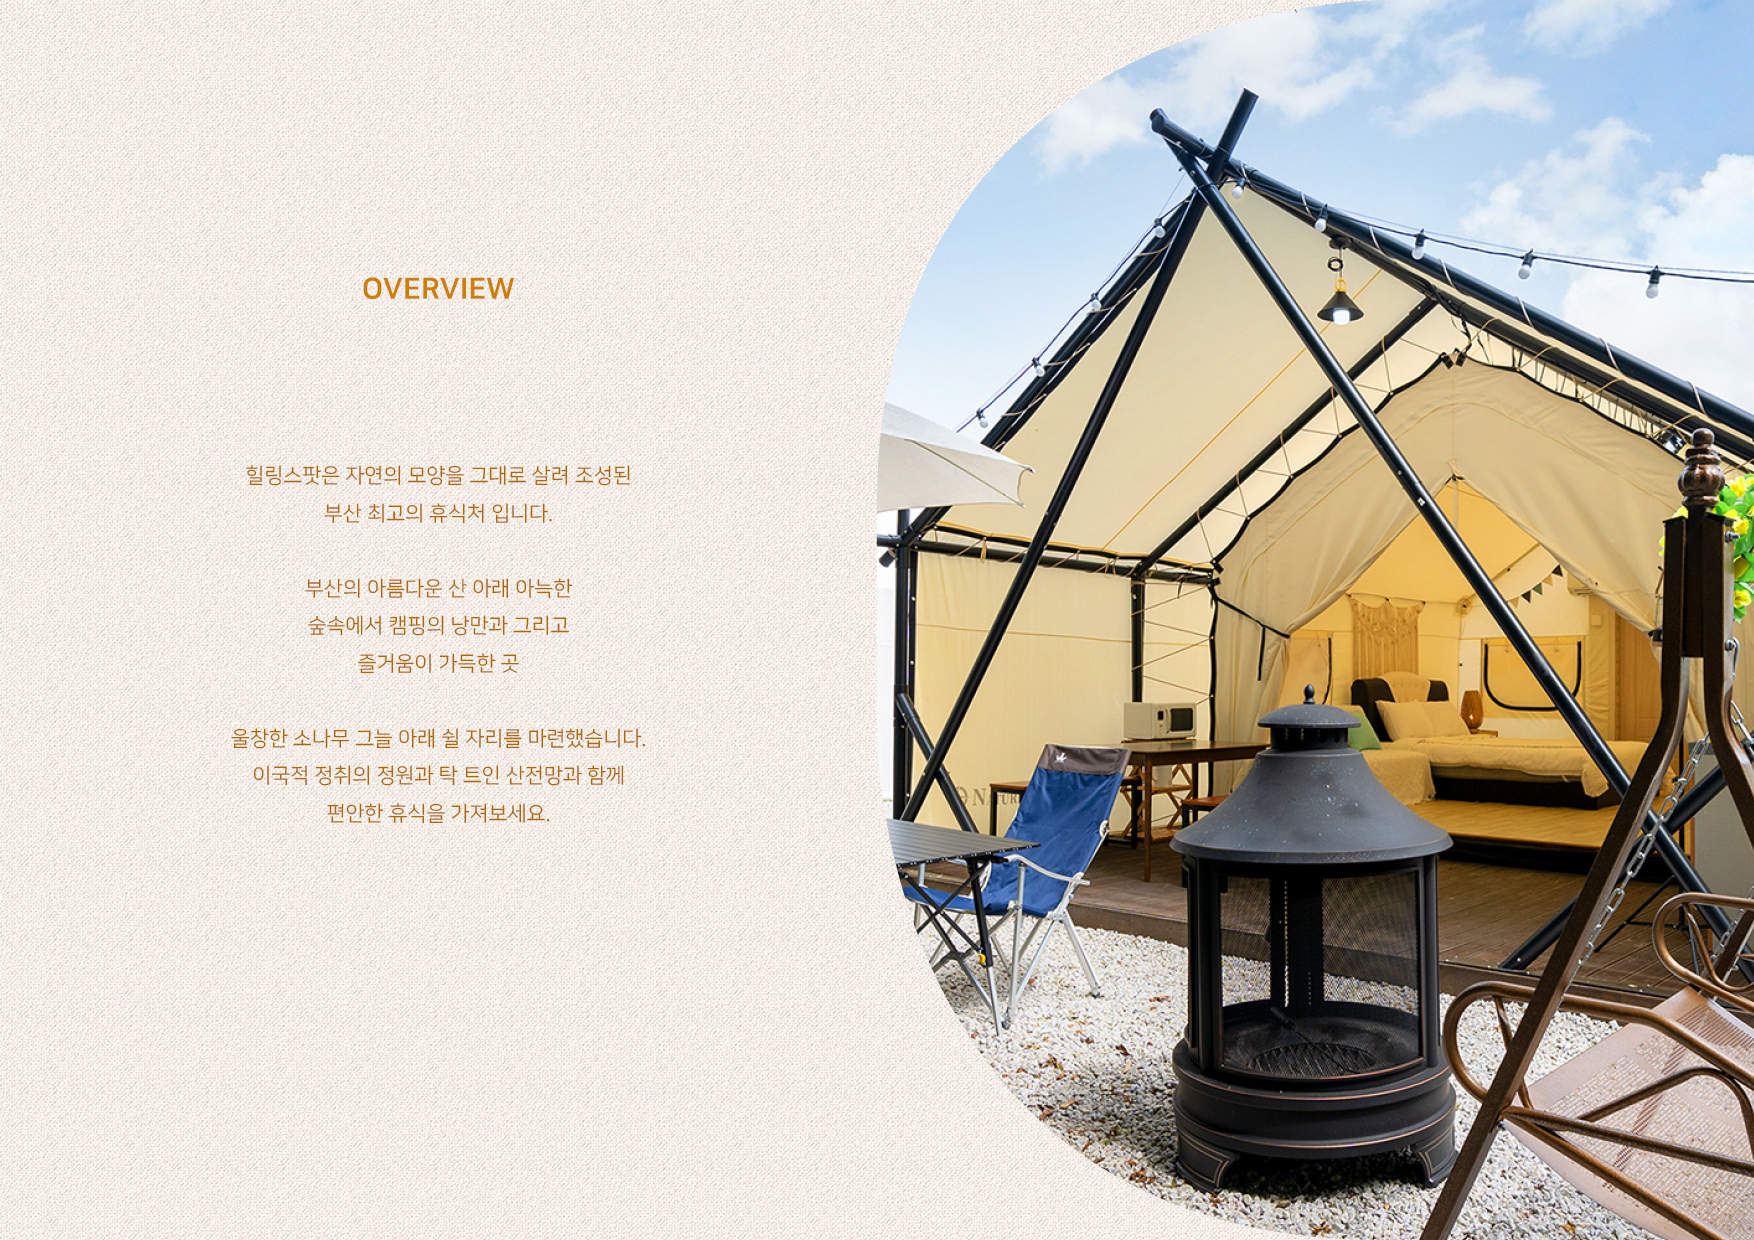 OVERVIEW
힐링스팟은 자연의 모양을 그대로 살려 조성된
부산 최고의 휴식처 입니다.
부산의 아름다운 산 아래 아늑한
숲속에서 캠핑의 낭만과 그리고
즐거움이 가득한 곳
울창한 소나무 그늘 아래 쉴 자리를 마련했습니다.
이국적 정취의 정원과 탁 트인 산전망과 함께
편안한 휴식을 가져보세요.